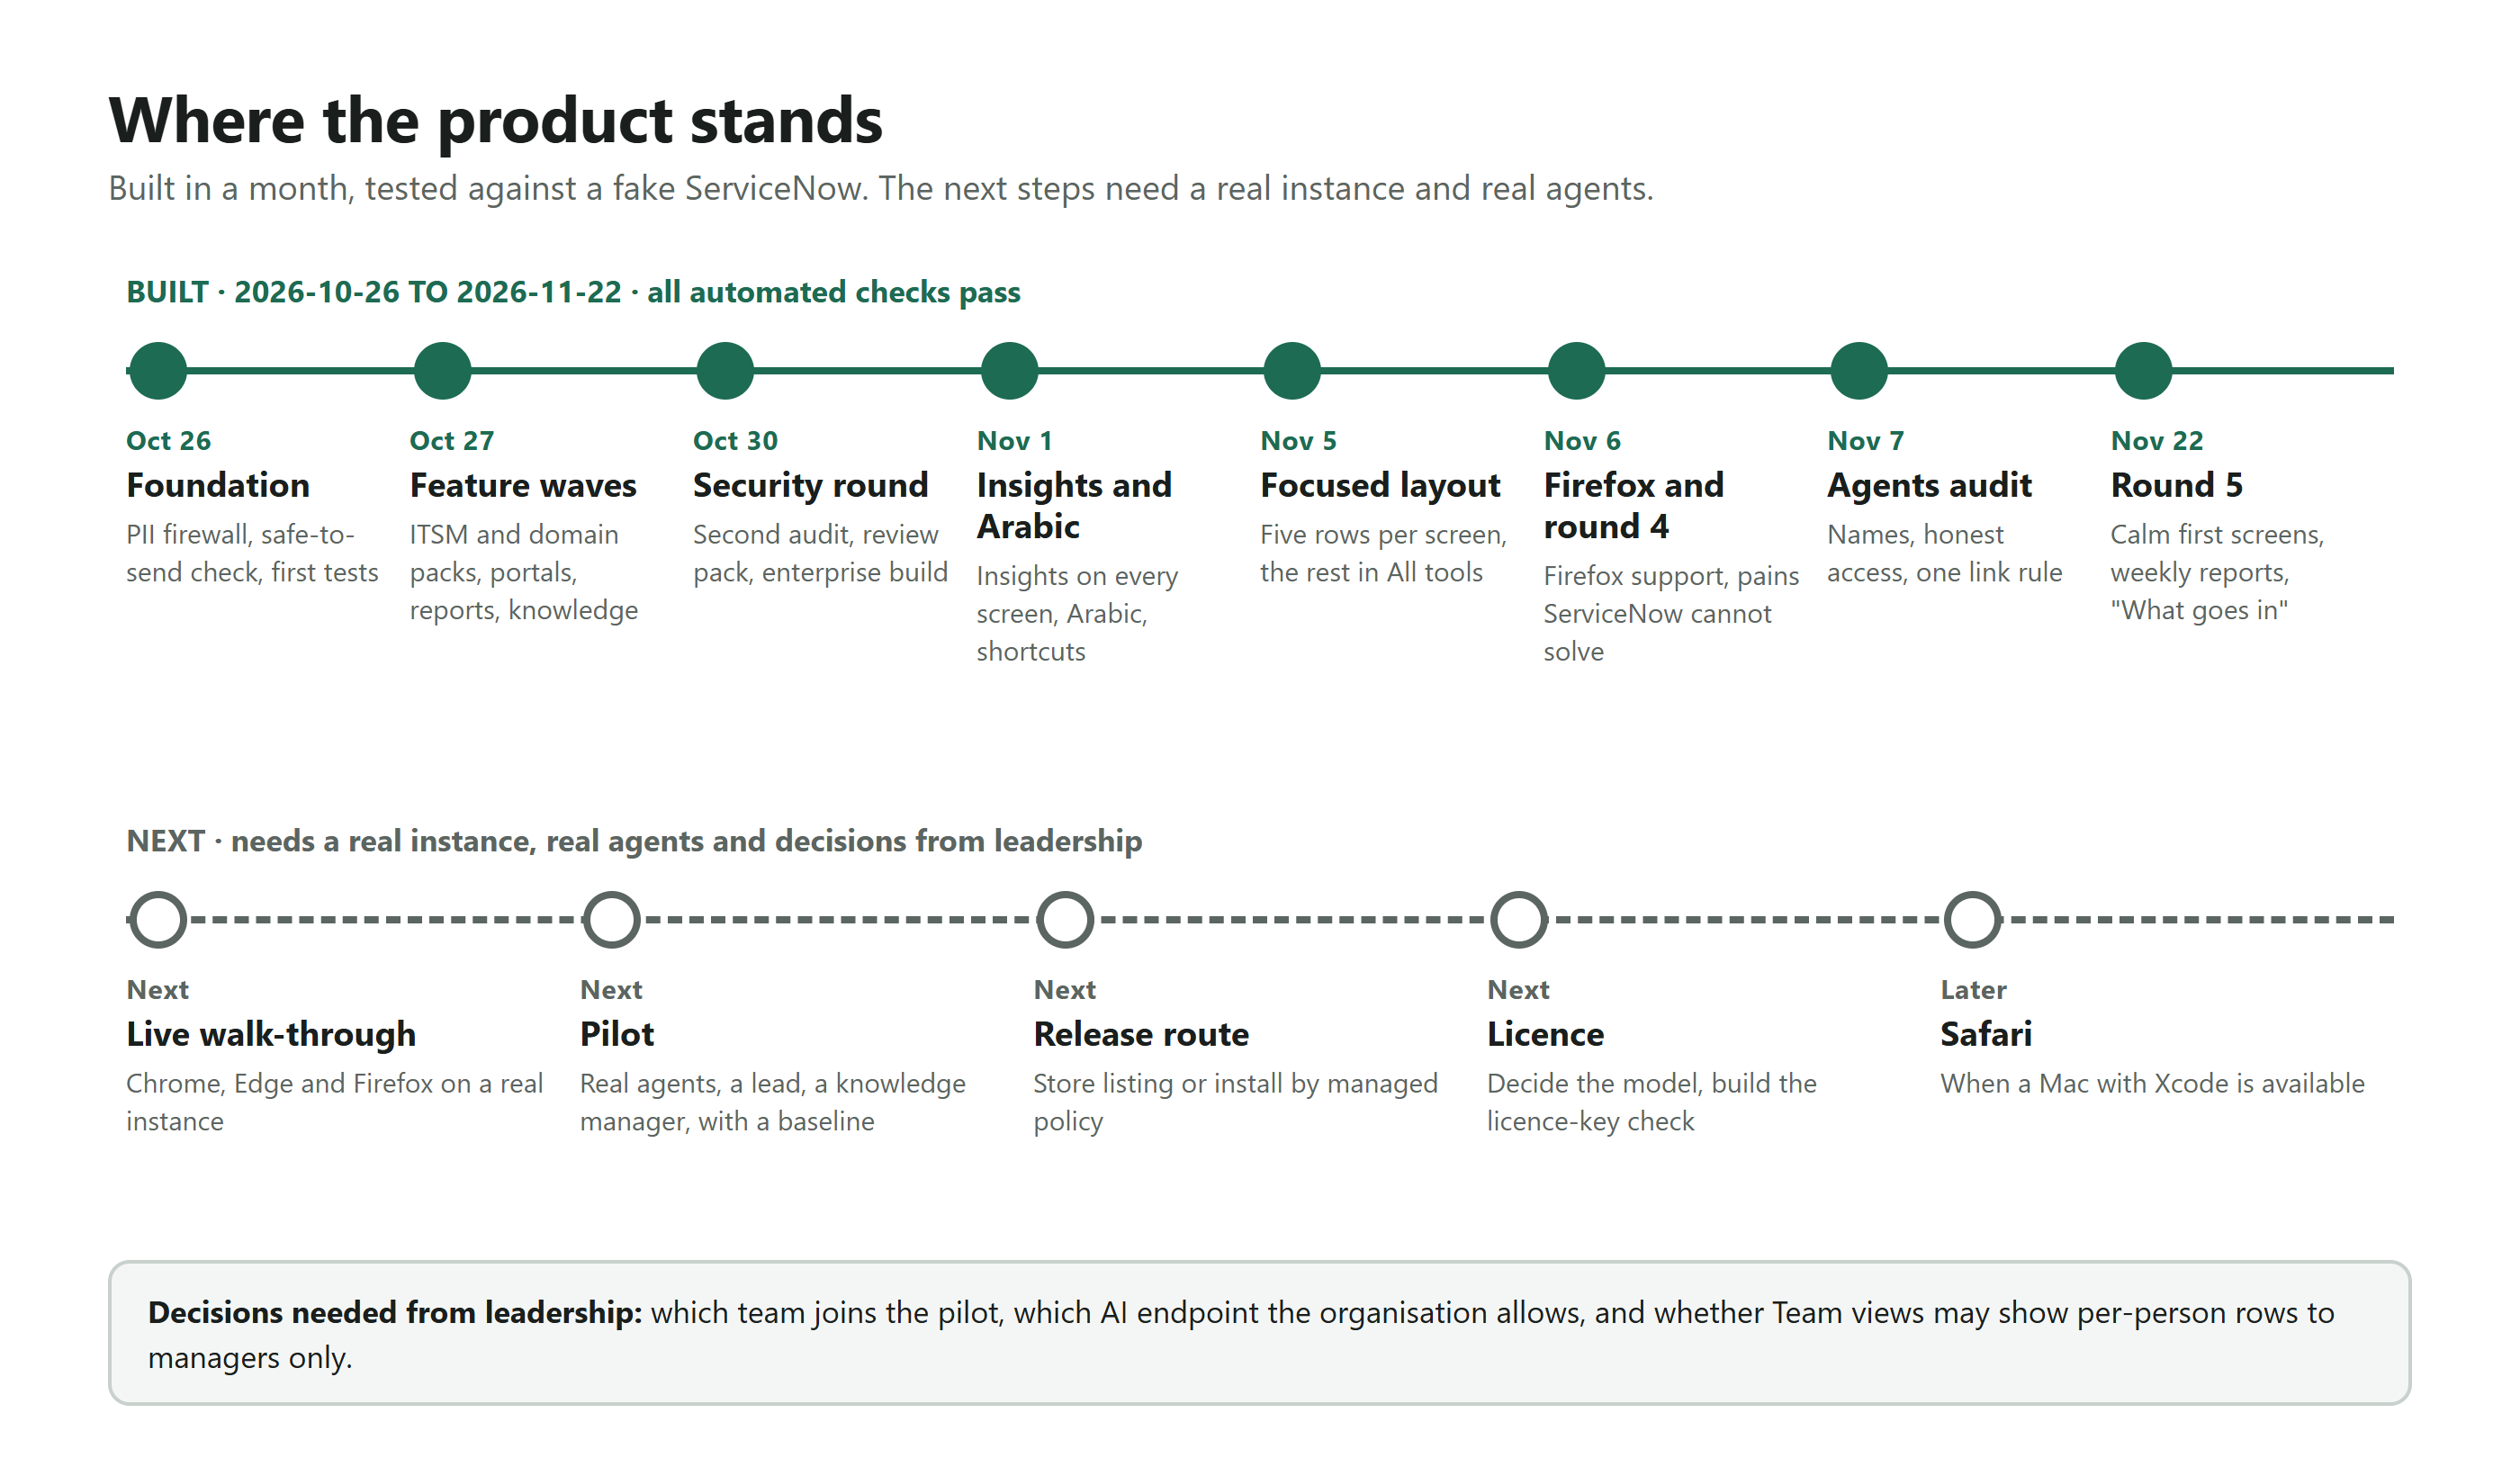 Where the product stands
Built in a month, tested against a fake ServiceNow. The next steps need a real instance and real agents.
BUILT · 2026-10-26 TO 2026-11-22 · all automated checks pass
Oct 26
Foundation
PII firewall, safe-to-
send check, first tests
Oct 27
Feature waves
ITSM and domain
packs, portals,
reports, knowledge
Oct 30
Security round
Second audit, review
pack, enterprise build
Nov 1
Insights and
Arabic
Insights on every
screen, Arabic,
shortcuts
Nov 5
Focused layout
Five rows per screen,
the rest in All tools
Nov 6
Firefox and
round 4
Firefox support, pains
ServiceNow cannot
solve
Nov 7
Agents audit
Names, honest
access, one link rule
Nov 22
Round 5
Calm first screens,
weekly reports,
"What goes in"
NEXT · needs a real instance, real agents and decisions from leadership
Next
Live walk-through
Chrome, Edge and Firefox on a real
instance
Next
Pilot
Real agents, a lead, a knowledge
manager, with a baseline
Next
Release route
Store listing or install by managed
policy
Next
Licence
Decide the model, build the
licence-key check
Later
Safari
When a Mac with Xcode is available
Decisions needed from leadership: which team joins the pilot, which AI endpoint the organisation allows, and whether Team views may show per-person rows to
managers only.